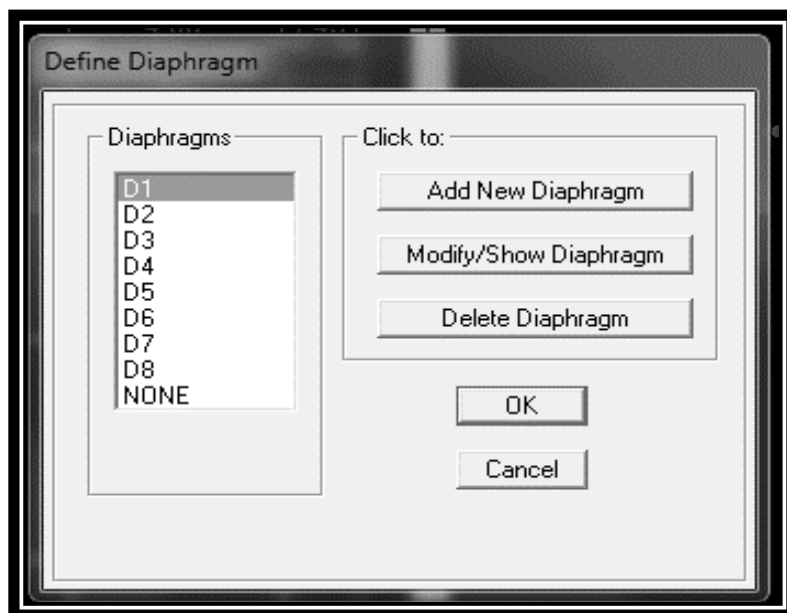 Define Diaphragm
Diaphragms
D1
D2
D3
D4
D5
D6
D7
D8
NONE
Click to:
Add New Diaphragm
Modify/Show Diaphragm
Delete Diaphragm
OK
Cancel